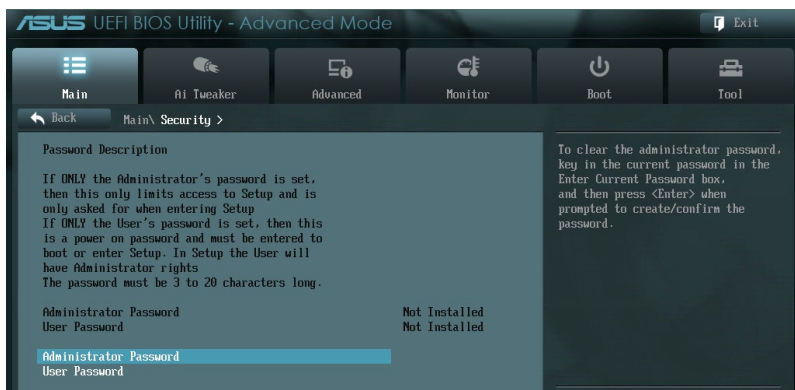 ASUS UEFI BIOS Utility - Advanced Mode
Exit
Main
Ai Tweaker
Advanced
Monitor
Boot
Tool
Back
Main\ Security >
Password Description
If ONLY the Administrator's password is set,
then this only limits access to Setup and is
only asked for when entering Setup
If ONLY the User's password is set, then this
is a power on password and must be entered to
boot or enter Setup. In Setup the User will
have Administrator rights
The password must be 3 to 20 characters long.
Administrator Password Not Installed
User Password Not Installed
Administrator Password
User Password
To clear the administrator password,
key in the current password in the
Enter Current Password box,
and then press <Enter> when
prompted to create/confirm the
password.